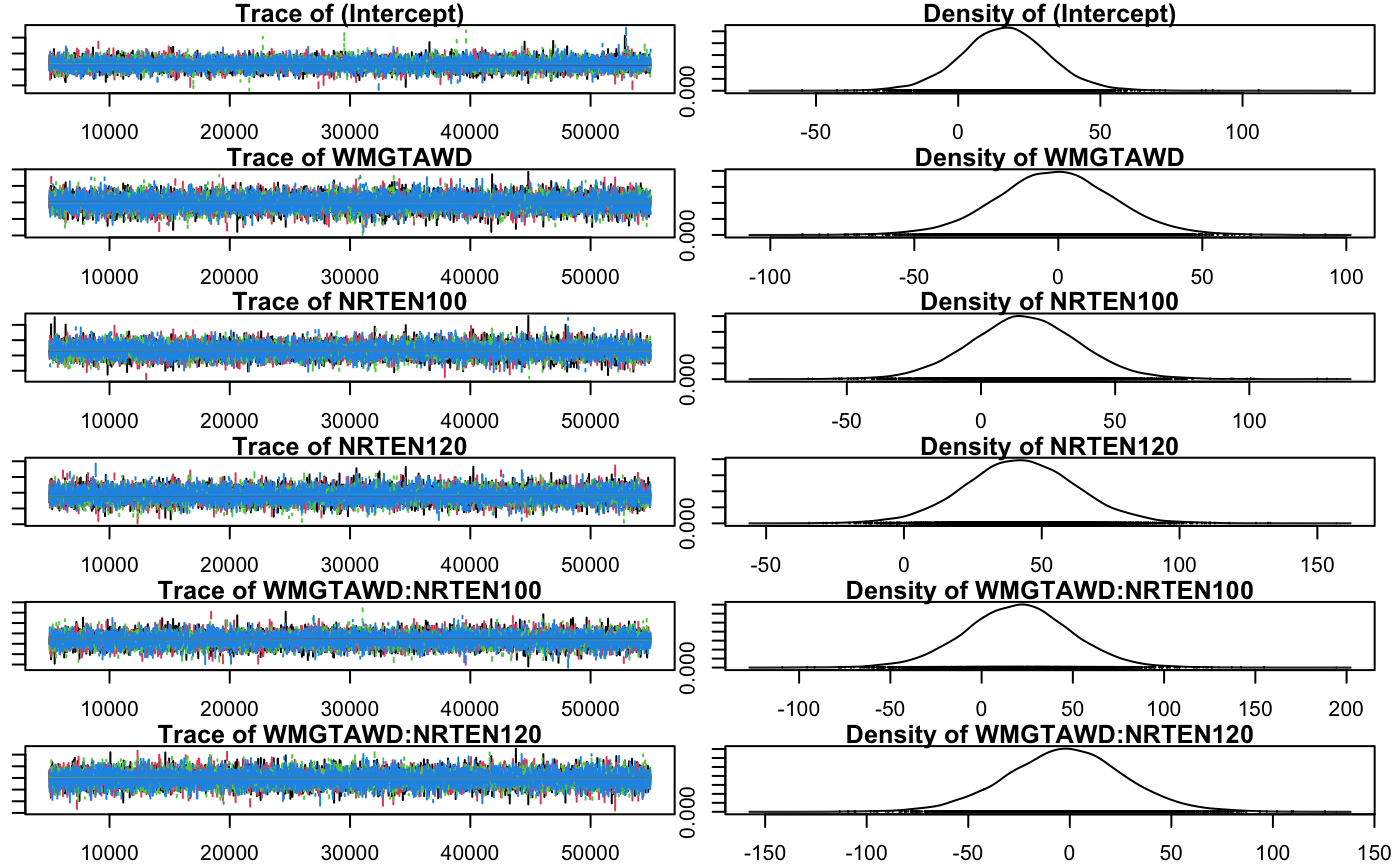 Trace of (Intercept)
Density of (Intercept)
0.000
10000 20000 30000 40000 50000
-50 0 50 100
Trace of WMGTAWD
Density of WMGTAWD
0.000
10000 20000 30000 40000 50000
-100 -50 0 50 100
Trace of NRTEN100
Density of NRTEN100
0.000
10000 20000 30000 40000 50000
-50 0 50 100
Trace of NRTEN120
Density of NRTEN120
0.000
10000 20000 30000 40000 50000
-50 0 50 100 150
Trace of WMGTAWD:NRTEN100
Density of WMGTAWD:NRTEN100
0.000
10000 20000 30000 40000 50000
-100 -50 0 50 100 150 200
Trace of WMGTAWD:NRTEN120
Density of WMGTAWD:NRTEN120
0.000
10000 20000 30000 40000 50000
-150 -100 -50 0 50 100 150